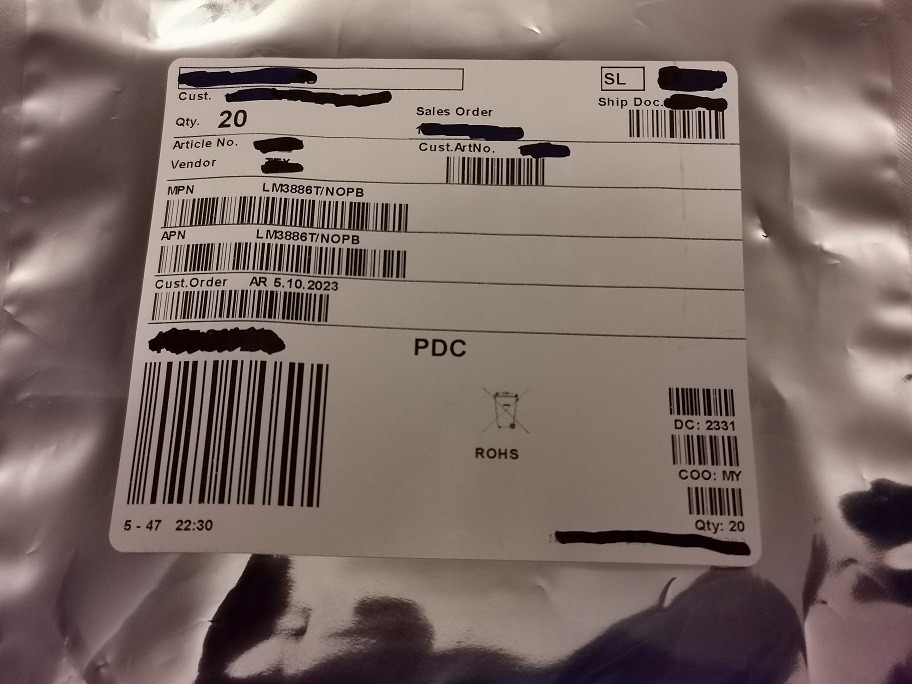 SL
Cust.
Ship Doc.
Qty. 20
Sales Order
Article No.
Cust.ArtNo.
Vendor
MPN LM3886T/NOPB
APN LM3886T/NOPB
Cust.Order AR 5.10.2023
PDC
DC: 2331
ROHS
COO: MY
5 - 47 22:30
Qty: 20